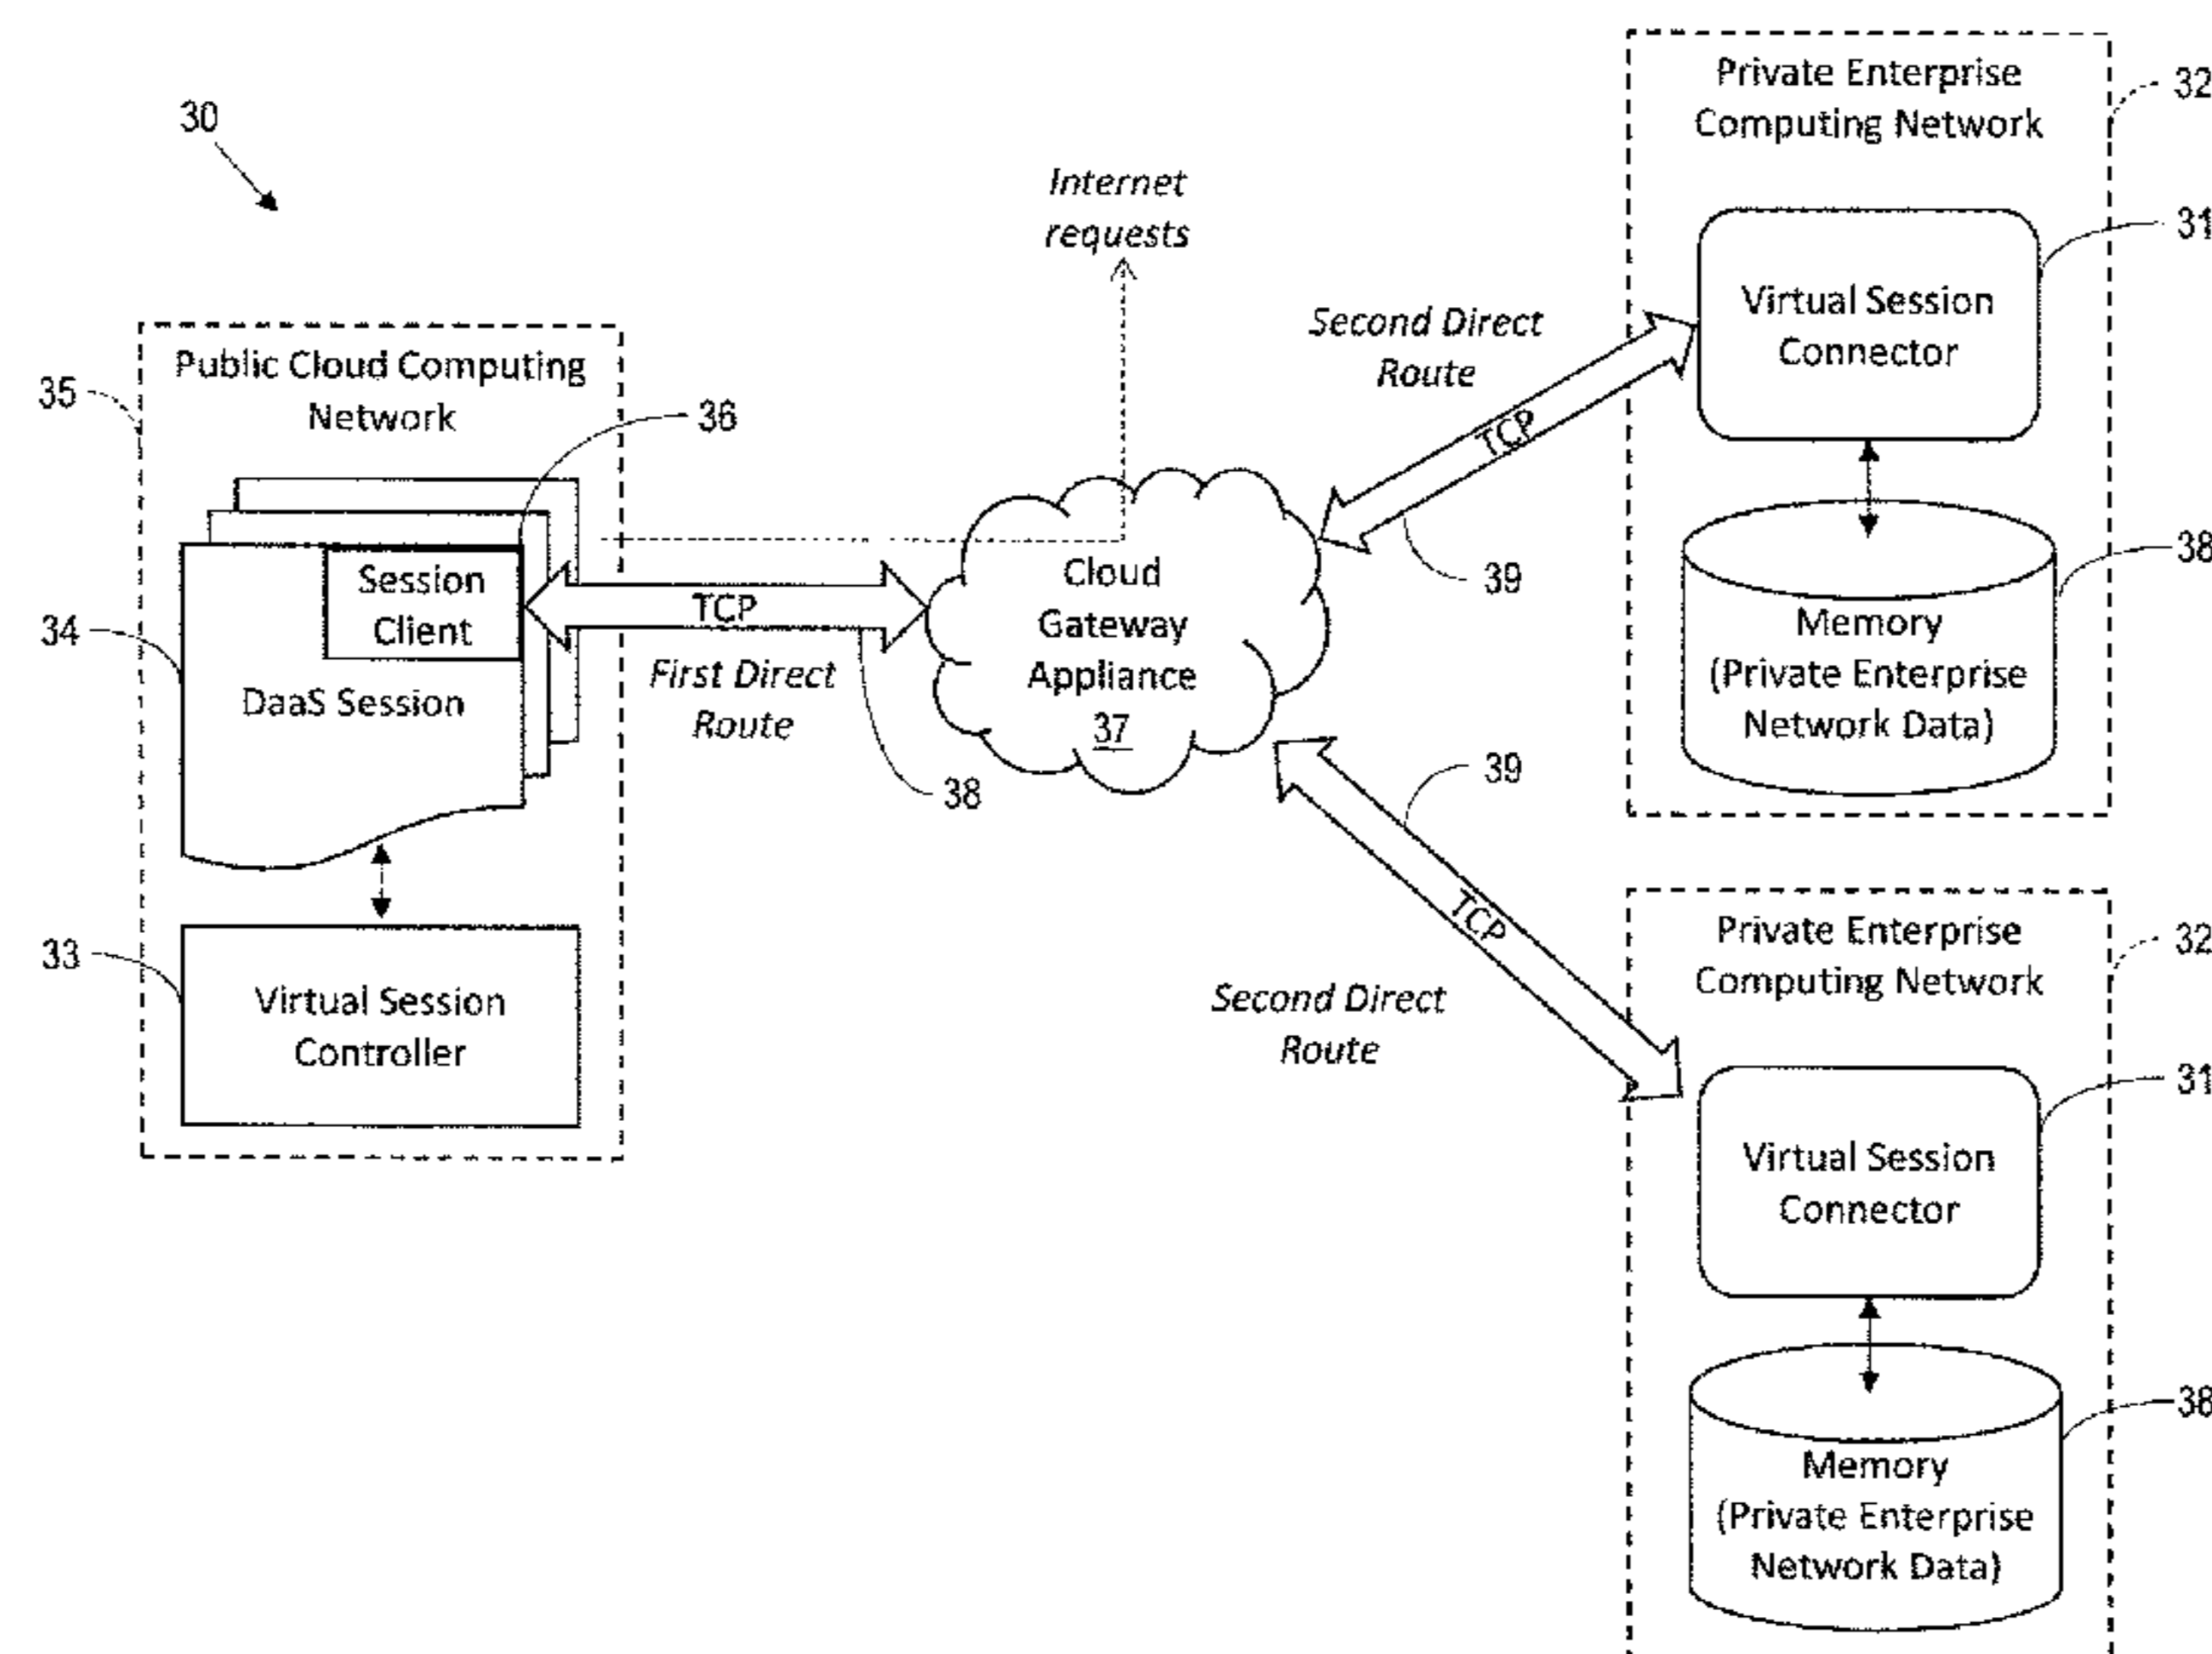 30
35
Public Cloud Computing
Network
36
Session
Client
34
DaaS Session
TCP
First Direct
Route
38
33
Virtual Session
Controller
Internet
requests
Cloud
Gateway
Appliance
37
Second Direct
Route
TCP
39
Private Enterprise
Computing Network
32
31
Virtual Session
Connector
38
Memory
(Private Enterprise
Network Data)
39
TCP
Second Direct
Route
Private Enterprise
Computing Network
32
31
Virtual Session
Connector
38
Memory
(Private Enterprise
Network Data)